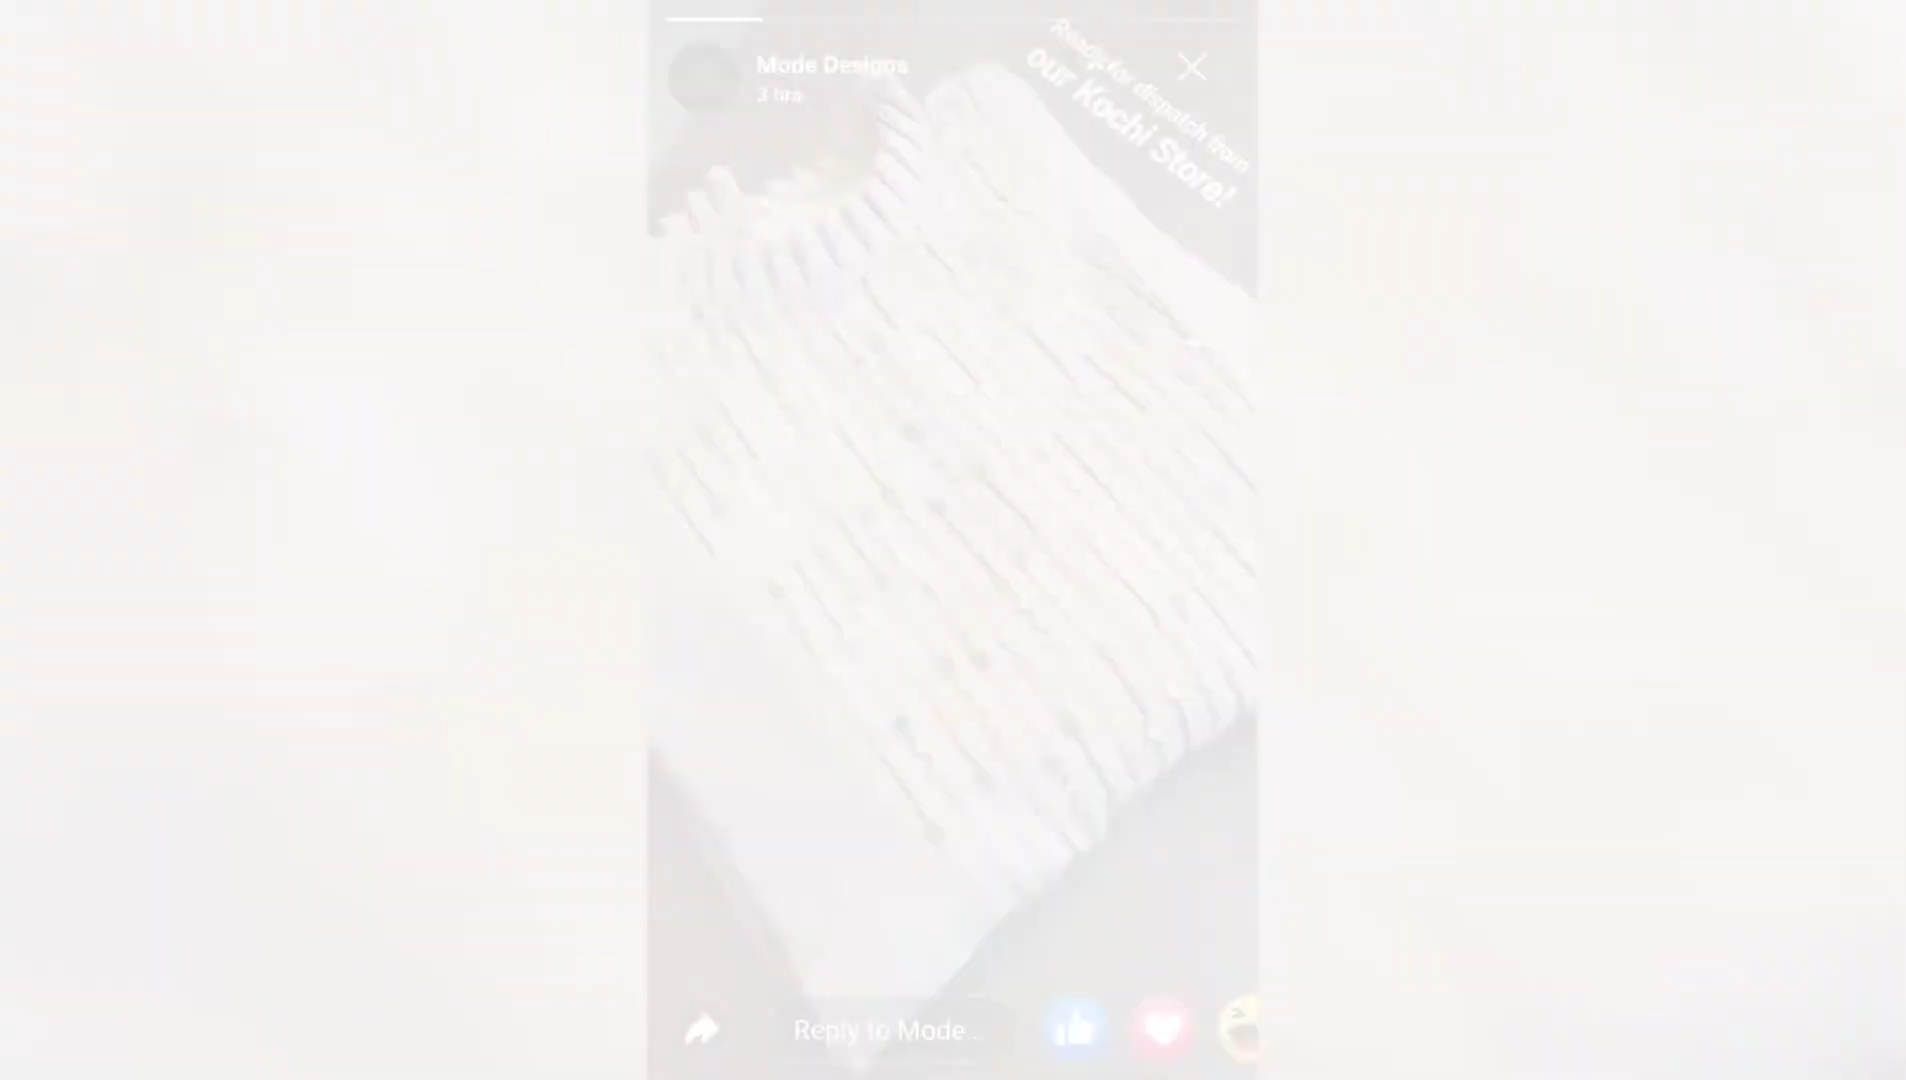 Mode Designs
3 hrs
Ready for dispatch from
our Kochi Store!
Reply to Mode ..